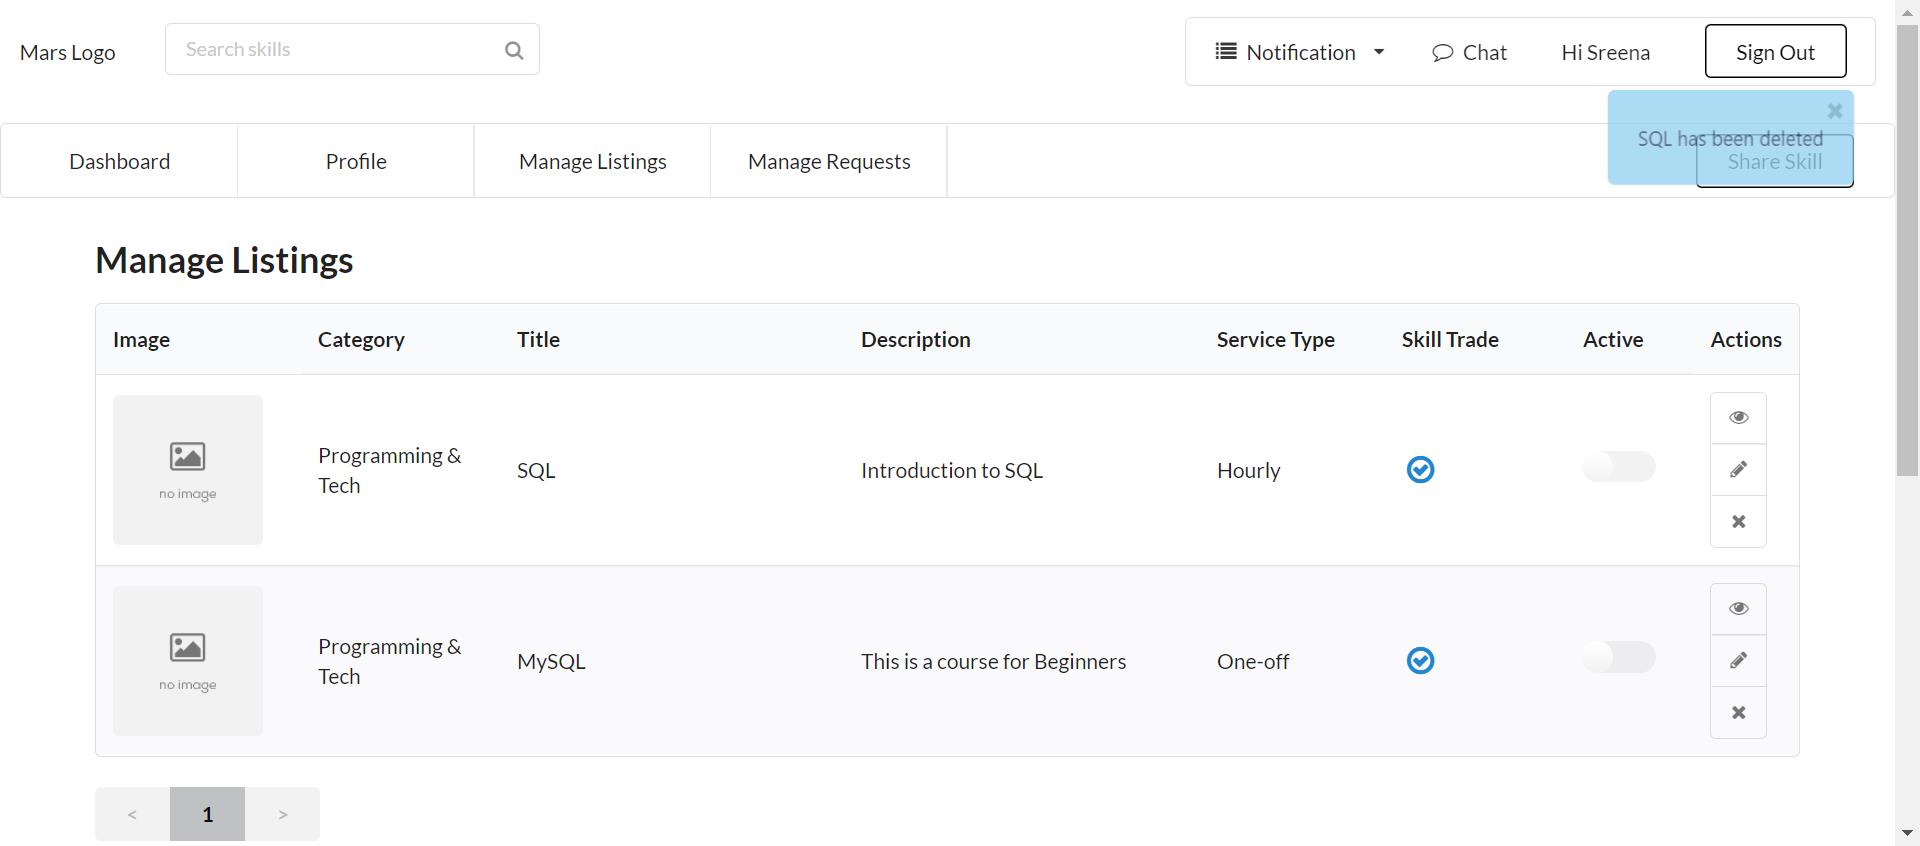 Mars Logo
Search skills
Notification
Chat
Hi Sreena
Sign Out
SQL has been deleted
Dashboard
Profile
Manage Listings
Manage Requests
Share Skill
Manage Listings
Image Category Title Description Service Type Skill Trade Active Actions
no image
Programming &
Tech
SQL
Introduction to SQL
Hourly
no image
Programming &
Tech
MySQL
This is a course for Beginners
One-off
< 1 >